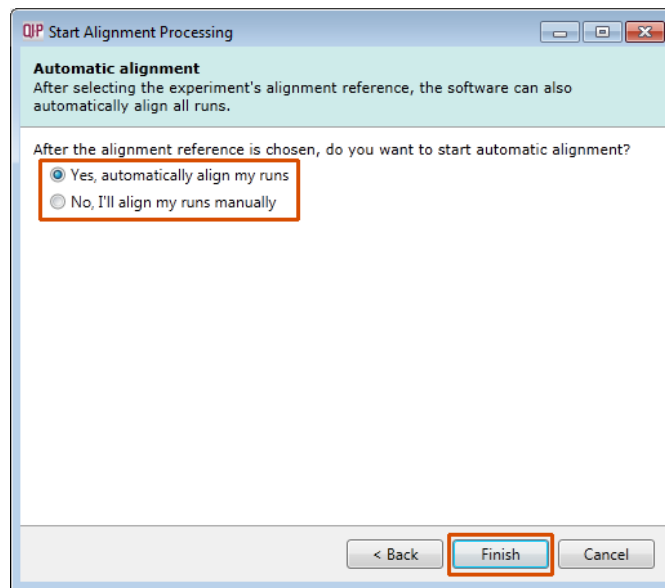 QIP Start Alignment Processing
Automatic alignment
After selecting the experiment's alignment reference, the software can also
automatically align all runs.
After the alignment reference is chosen, do you want to start automatic alignment?
Yes, automatically align my runs
No, I'll align my runs manually
< Back Finish Cancel